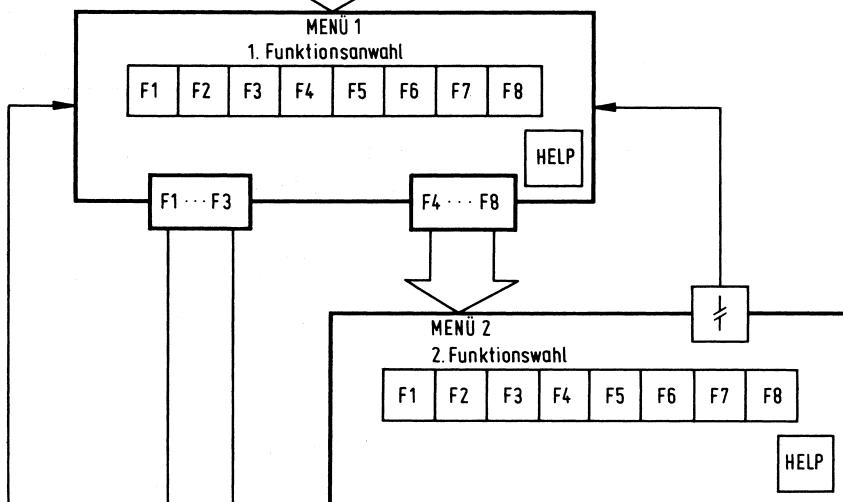 MENÜ 1
1. Funktionsanwahl
F1 F2 F3 F4 F5 F6 F7 F8
HELP
F1 ··· F3
F4 ··· F8
MENÜ 2
2. Funktionswahl
F1 F2 F3 F4 F5 F6 F7 F8
HELP